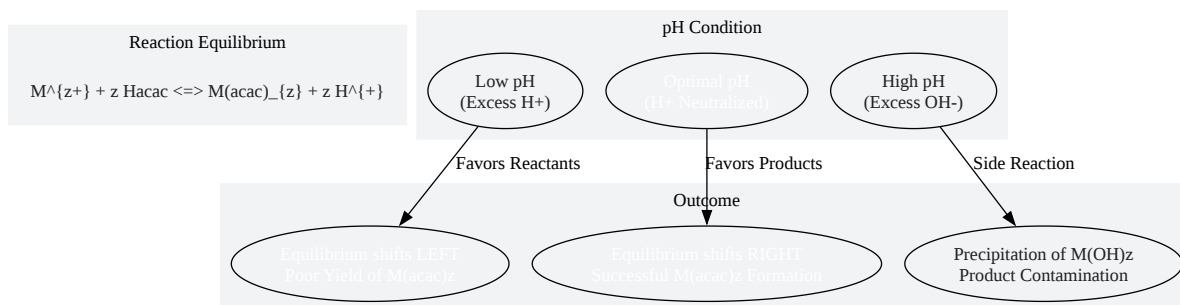 Reaction Equilibrium
M^{z+} + z Hacac <=> M(acac)_{z} + z H^{+}
pH Condition
Low pH
(Excess H+)
Optimal pH
(H+ Neutralized)
High pH
(Excess OH-)
Favors Reactants
Favors Products
Side Reaction
Outcome
Equilibrium shifts LEFT
Poor Yield of M(acac)z
Equilibrium shifts RIGHT
Successful M(acac)z Formation
Precipitation of M(OH)z
Product Contamination